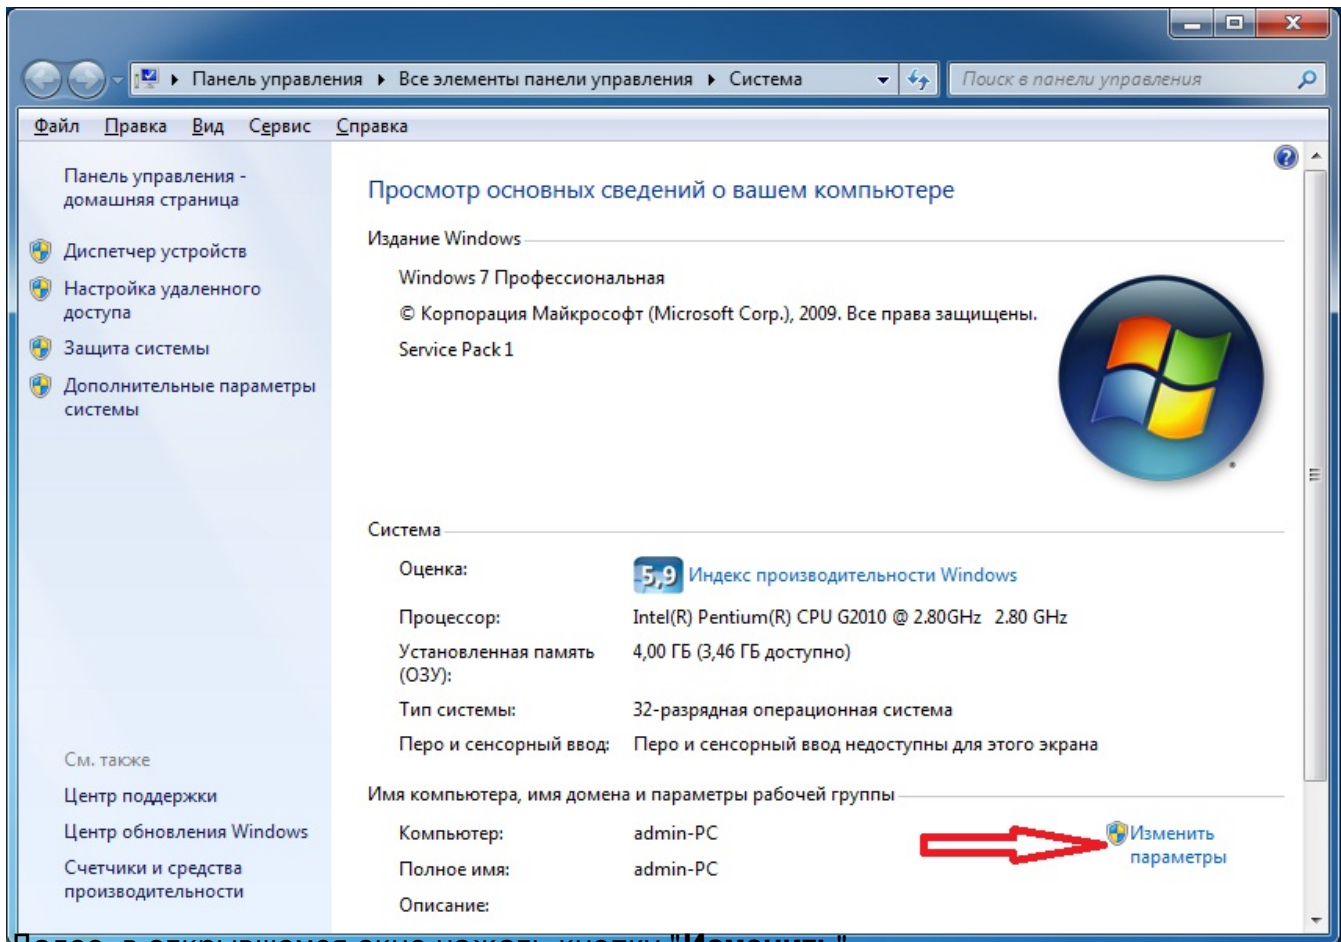 Панель управления ▸ Все элементы панели управления ▸ Система
Поиск в панели управления
Файл Правка Вид Сервис Справка
Панель управления -
домашняя страница
Диспетчер устройств
Настройка удаленного
доступа
Защита системы
Дополнительные параметры
системы
См. также
Центр поддержки
Центр обновления Windows
Счетчики и средства
производительности
Просмотр основных сведений о вашем компьютере
Издание Windows
Windows 7 Профессиональная
© Корпорация Майкрософт (Microsoft Corp.), 2009. Все права защищены.
Service Pack 1
Система
Оценка: 5,9 Индекс производительности Windows
Процессор: Intel(R) Pentium(R) CPU G2010 @ 2.80GHz 2.80 GHz
Установленная память 4,00 ГБ (3,46 ГБ доступно)
(ОЗУ):
Тип системы: 32-разрядная операционная система
Перо и сенсорный ввод: Перо и сенсорный ввод недоступны для этого экрана
Имя компьютера, имя домена и параметры рабочей группы
Компьютер: admin-PC Изменить
параметры
Полное имя: admin-PC
Описание:
Далее, в открывшемся окне нажать кнопку "Изменить"